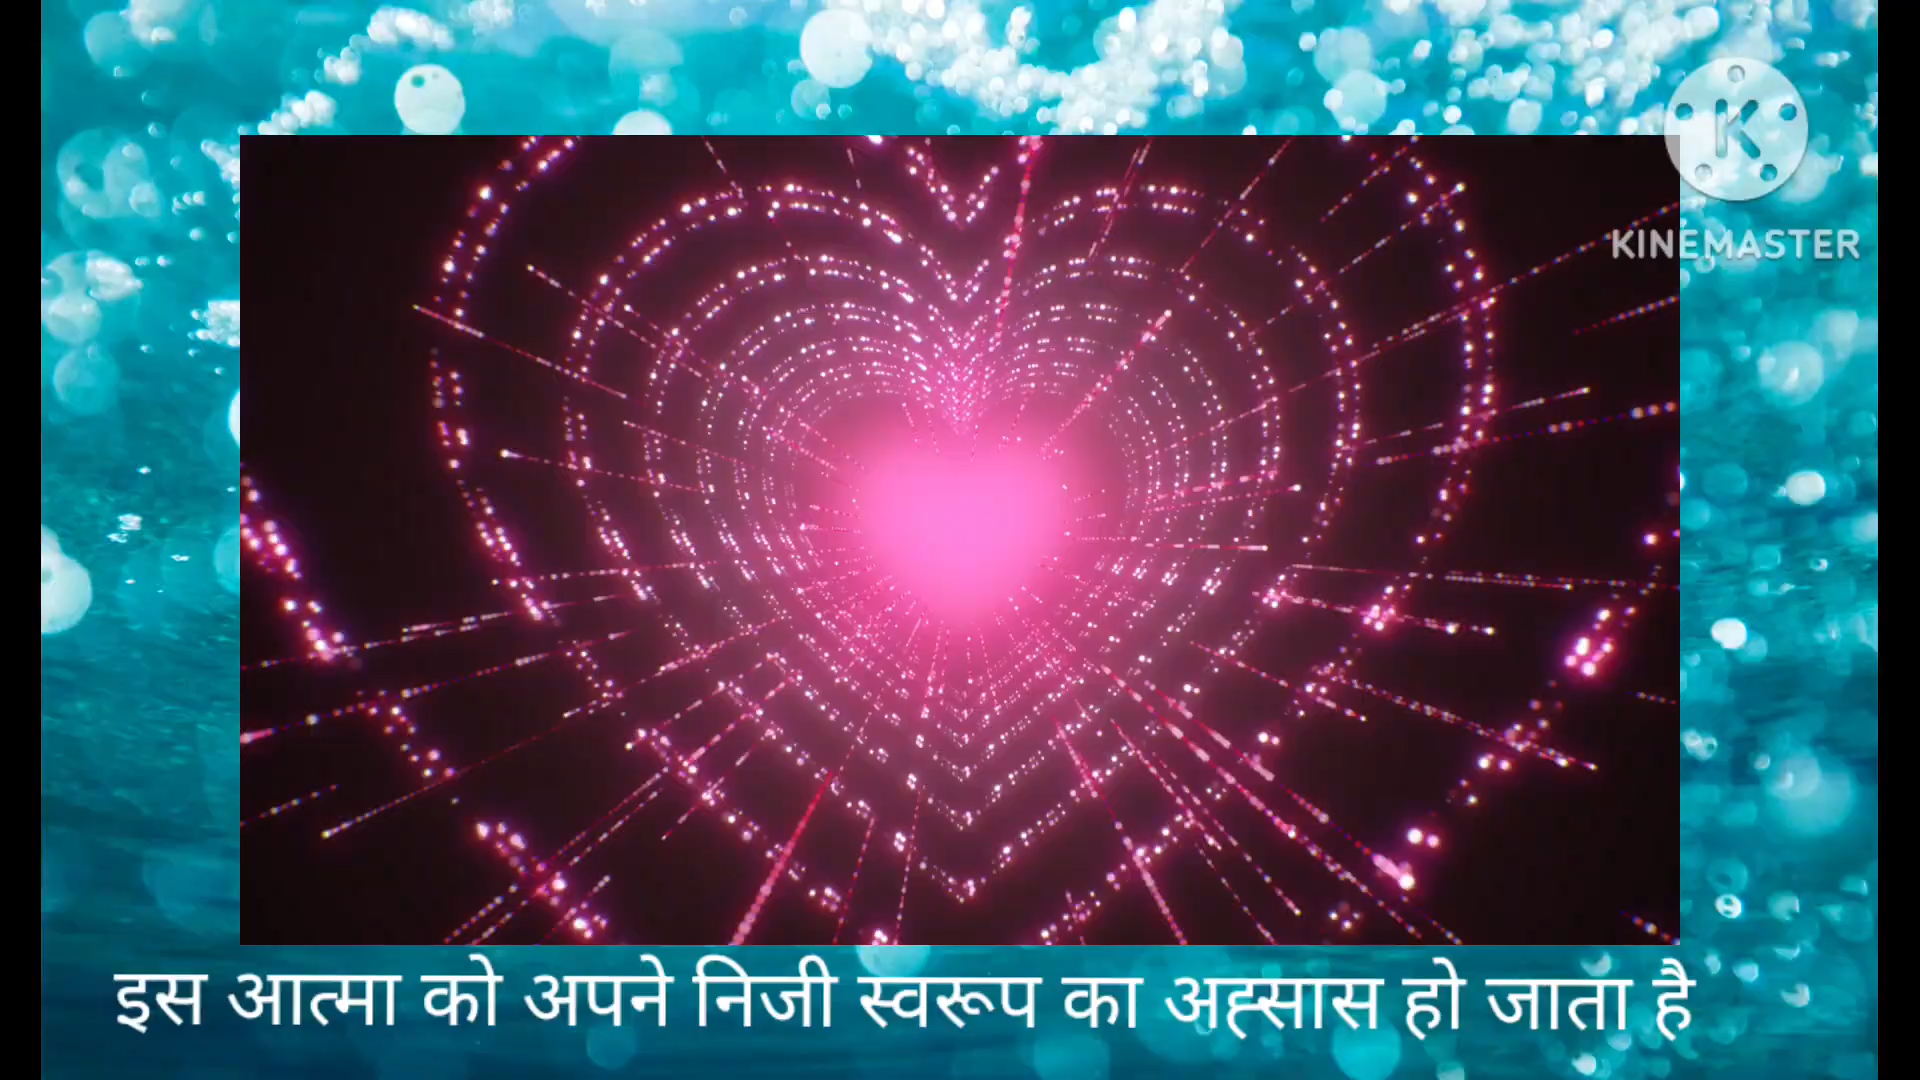 K
KINEMASTER
इस आत्मा को अपने निजी स्वरूप का अह्सास हो जाता है